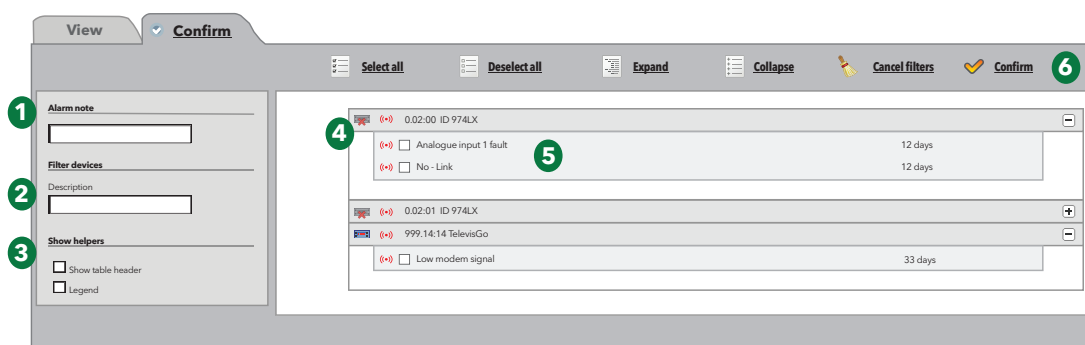 View
Confirm
Select all
Deselect all
Expand
Collapse
Cancel filters
Confirm
6
1
Alarm note
Filter devices
2
Description
3
Show helpers
Show table header
Legend
4
0.02:00 ID 974LX
Analogue input 1 fault
12 days
5
No - Link
12 days
0.02:01 ID 974LX
999.14:14 TelevisGo
Low modem signal
33 days